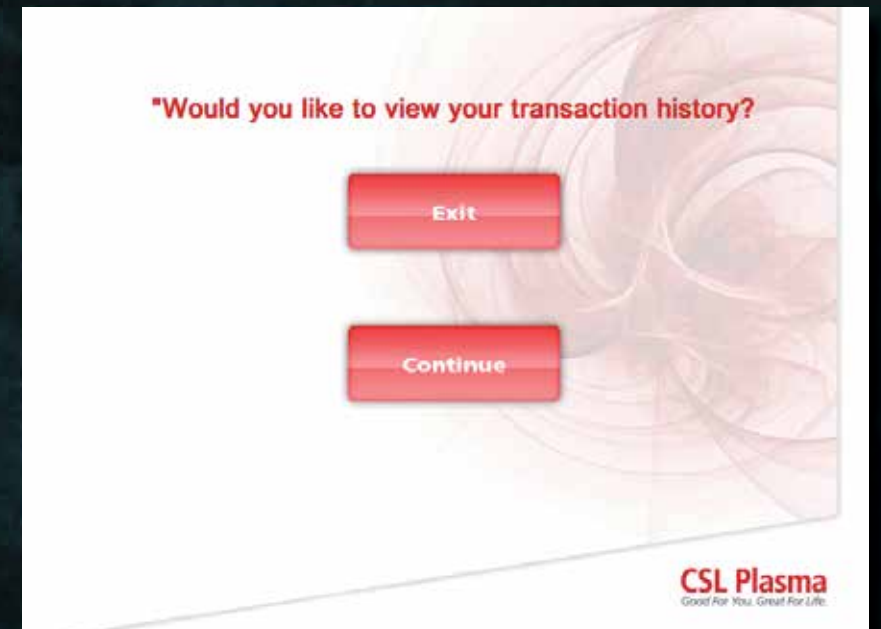 "Would you like to view your transaction history?
Exit
Continue
CSL Plasma
Good For You. Great For Life.